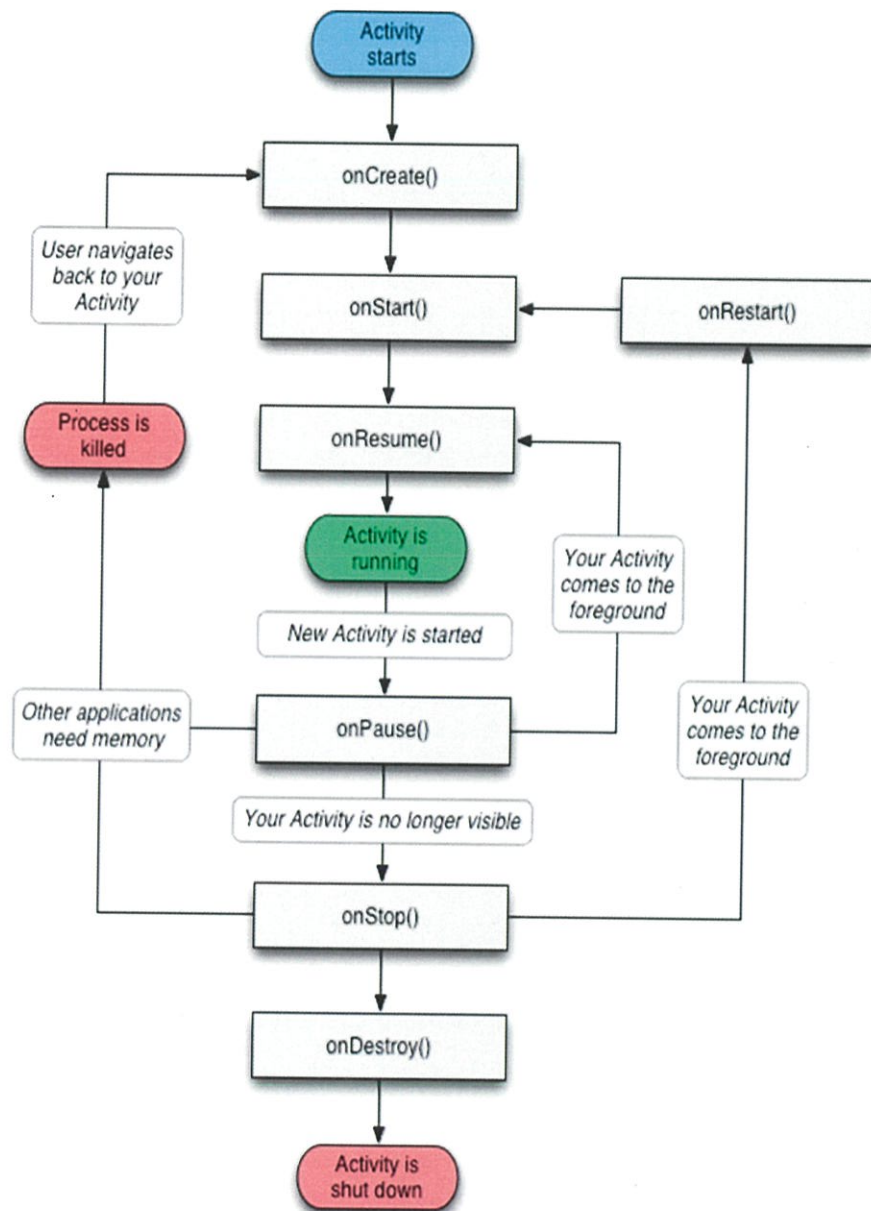 Activity
starts
onCreate()
User navigates
back to your
Activity
onStart()
onRestart()
Process is
killed
onResume()
Activity is
running
Your Activity
comes to the
foreground
New Activity is started
Other applications
need memory
onPause()
Your Activity
comes to the
foreground
Your Activity is no longer visible
onStop()
onDestroy()
Activity is
shut down